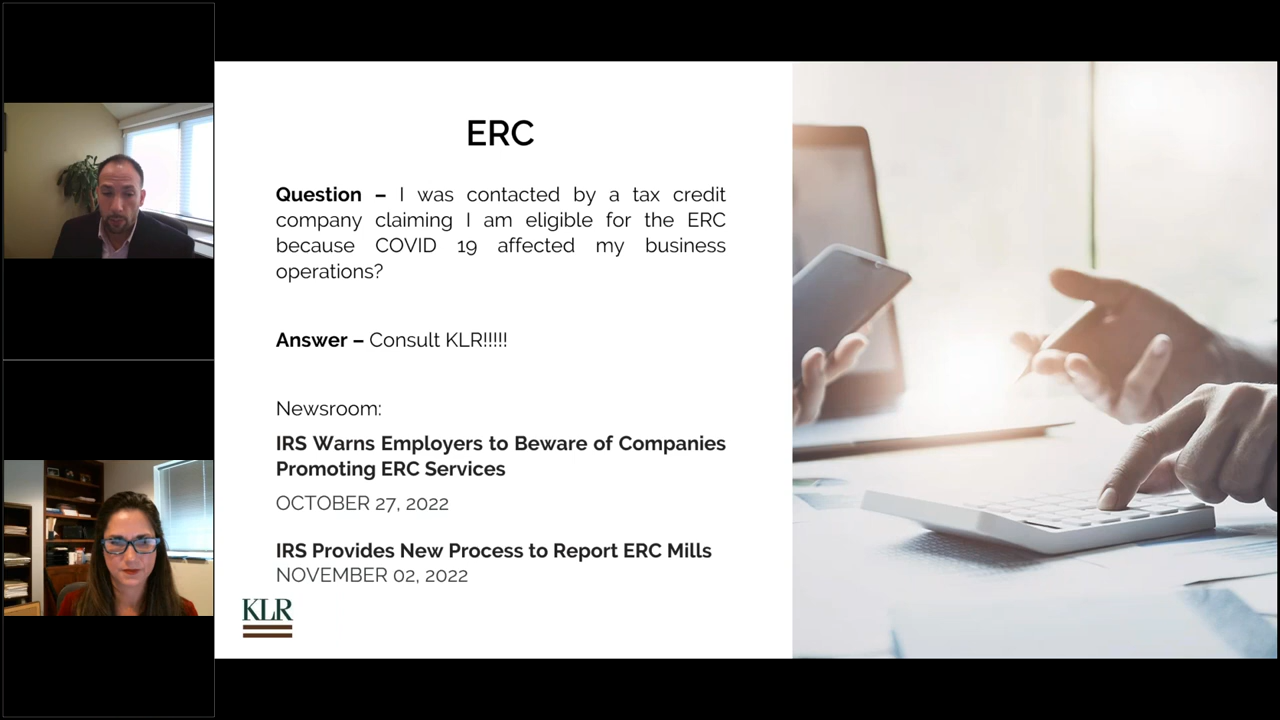 ERC
Question – I was contacted by a tax credit
company claiming I am eligible for the ERC
because COVID 19 affected my business
operations?
Answer – Consult KLR!!!!!
Newsroom:
IRS Warns Employers to Beware of Companies
Promoting ERC Services
OCTOBER 27, 2022
IRS Provides New Process to Report ERC Mills
NOVEMBER 02, 2022
KLR